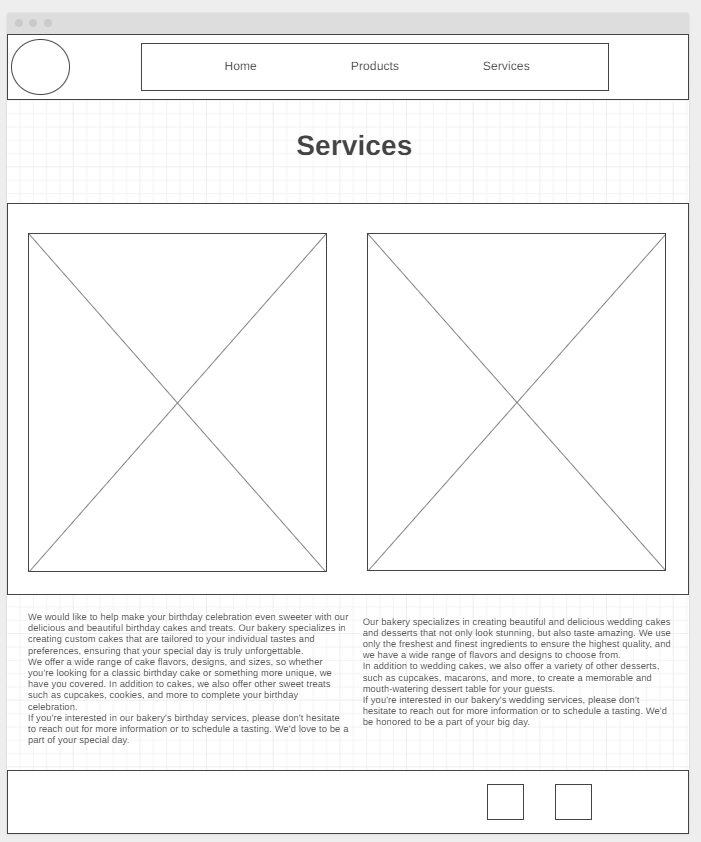 Home
Products
Services
Services
We would like to help make your birthday celebration even sweeter with our
delicious and beautiful birthday cakes and treats. Our bakery specializes in
creating custom cakes that are tailored to your individual tastes and
preferences, ensuring that your special day is truly unforgettable.
We offer a wide range of cake flavors, designs, and sizes, so whether
you're looking for a classic birthday cake or something more unique, we
have you covered. In addition to cakes, we also offer other sweet treats
such as cupcakes, cookies, and more to complete your birthday
celebration.
If you're interested in our bakery's birthday services, please don't hesitate
to reach out for more information or to schedule a tasting. We'd love to be a
part of your special day.
Our bakery specializes in creating beautiful and delicious wedding cakes
and desserts that not only look stunning, but also taste amazing. We use
only the freshest and finest ingredients to ensure the highest quality, and
we have a wide range of flavors and designs to choose from.
In addition to wedding cakes, we also offer a variety of other desserts,
such as cupcakes, macarons, and more, to create a memorable and
mouth-watering dessert table for your guests.
If you're interested in our bakery's wedding services, please don't
hesitate to reach out for more information or to schedule a tasting. We'd
be honored to be a part of your big day.